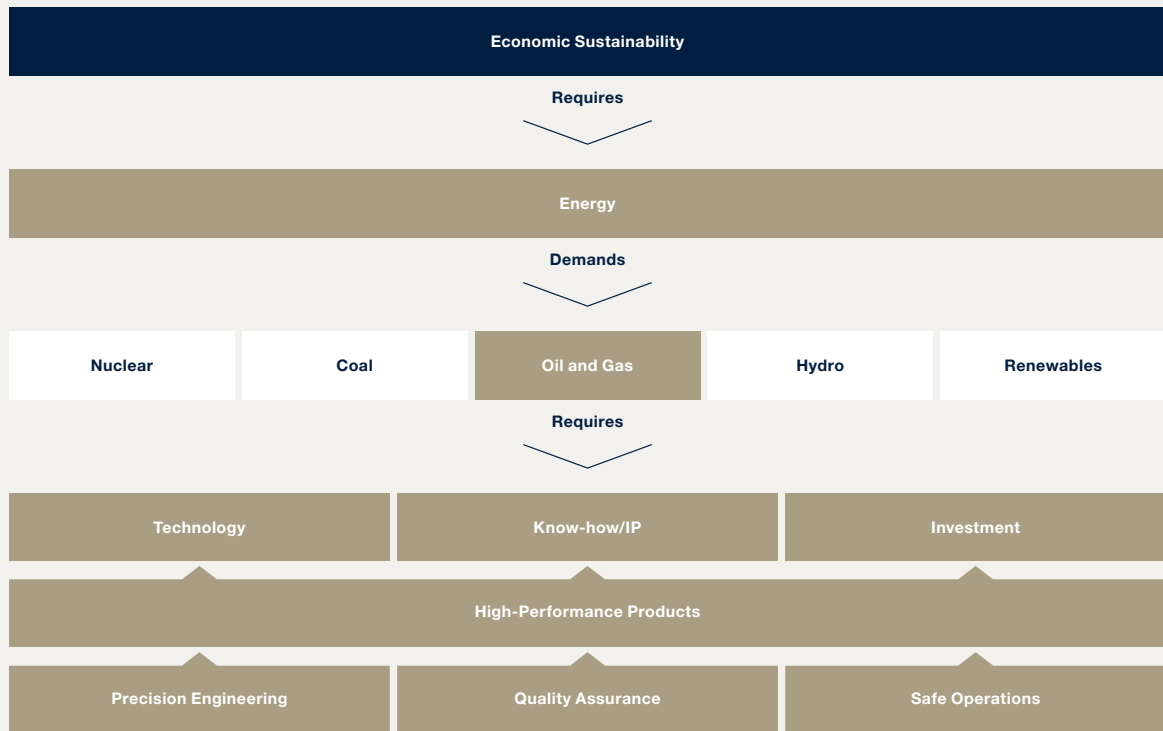 Economic Sustainability
Requires
Energy
Demands
Nuclear
Coal
Oil and Gas
Hydro
Renewables
Requires
Technology
Know-how/IP
Investment
High-Performance Products
Precision Engineering
Quality Assurance
Safe Operations